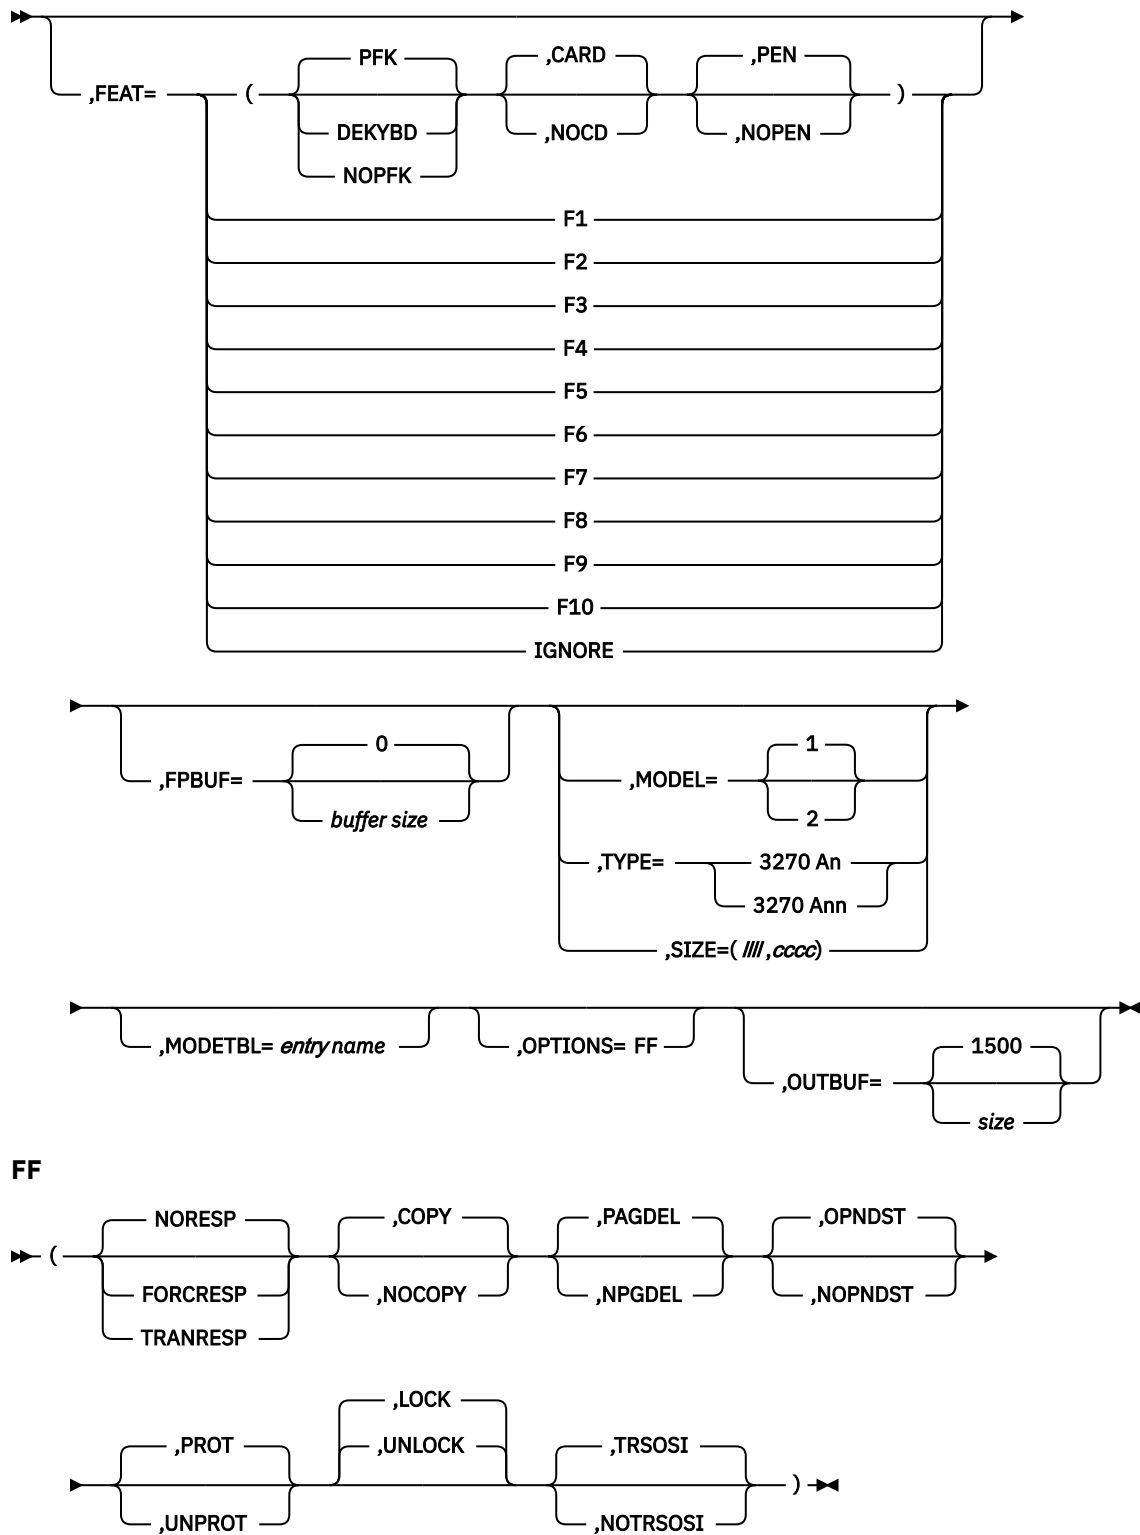 PFK ,CARD ,PEN
,FEAT= ( )
DEKYBD ,NOCD ,NOPEN
NOPFK
F1
F2
F3
F4
F5
F6
F7
F8
F9
F10
IGNORE
0 1
,FPBUF= ,MODEL=
buffer size 2
,TYPE= 3270 An
3270 Ann
,SIZE=( llll ,cccc)
,MODETBL= entry name ,OPTIONS= FF 1500
,OUTBUF=
size
FF
NORESP ,COPY ,PAGDEL ,OPNDST
(
FORCRESP ,NOCOPY ,NPGDEL ,NOPNDST
TRANRESP
,LOCK
,PROT ,UNLOCK ,TRSOSI
)
,UNPROT ,NOTRSOSI